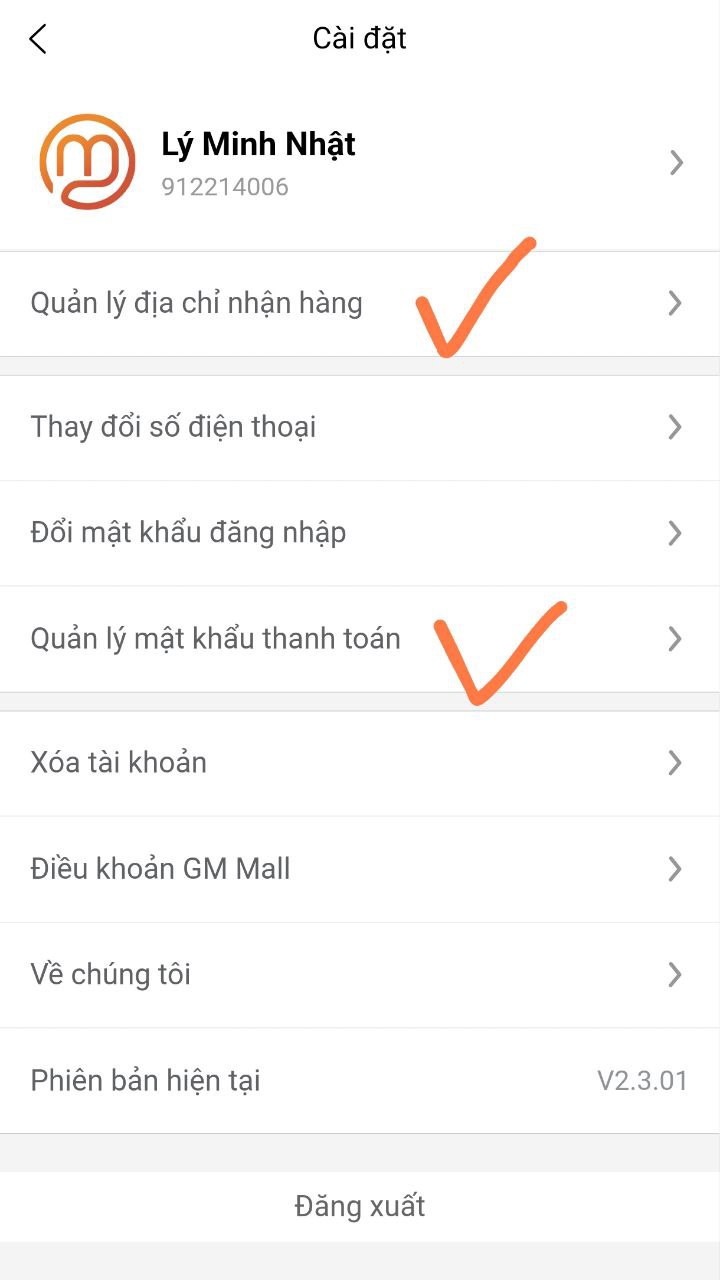 Cài đặt
Lý Minh Nhật
912214006
Quản lý địa chỉ nhận hàng
Thay đổi số điện thoại
Đổi mật khẩu đăng nhập
Quản lý mật khẩu thanh toán
Xóa tài khoản
Điều khoản GM Mall
Về chúng tôi
Phiên bản hiện tại V2.3.01
Đăng xuất